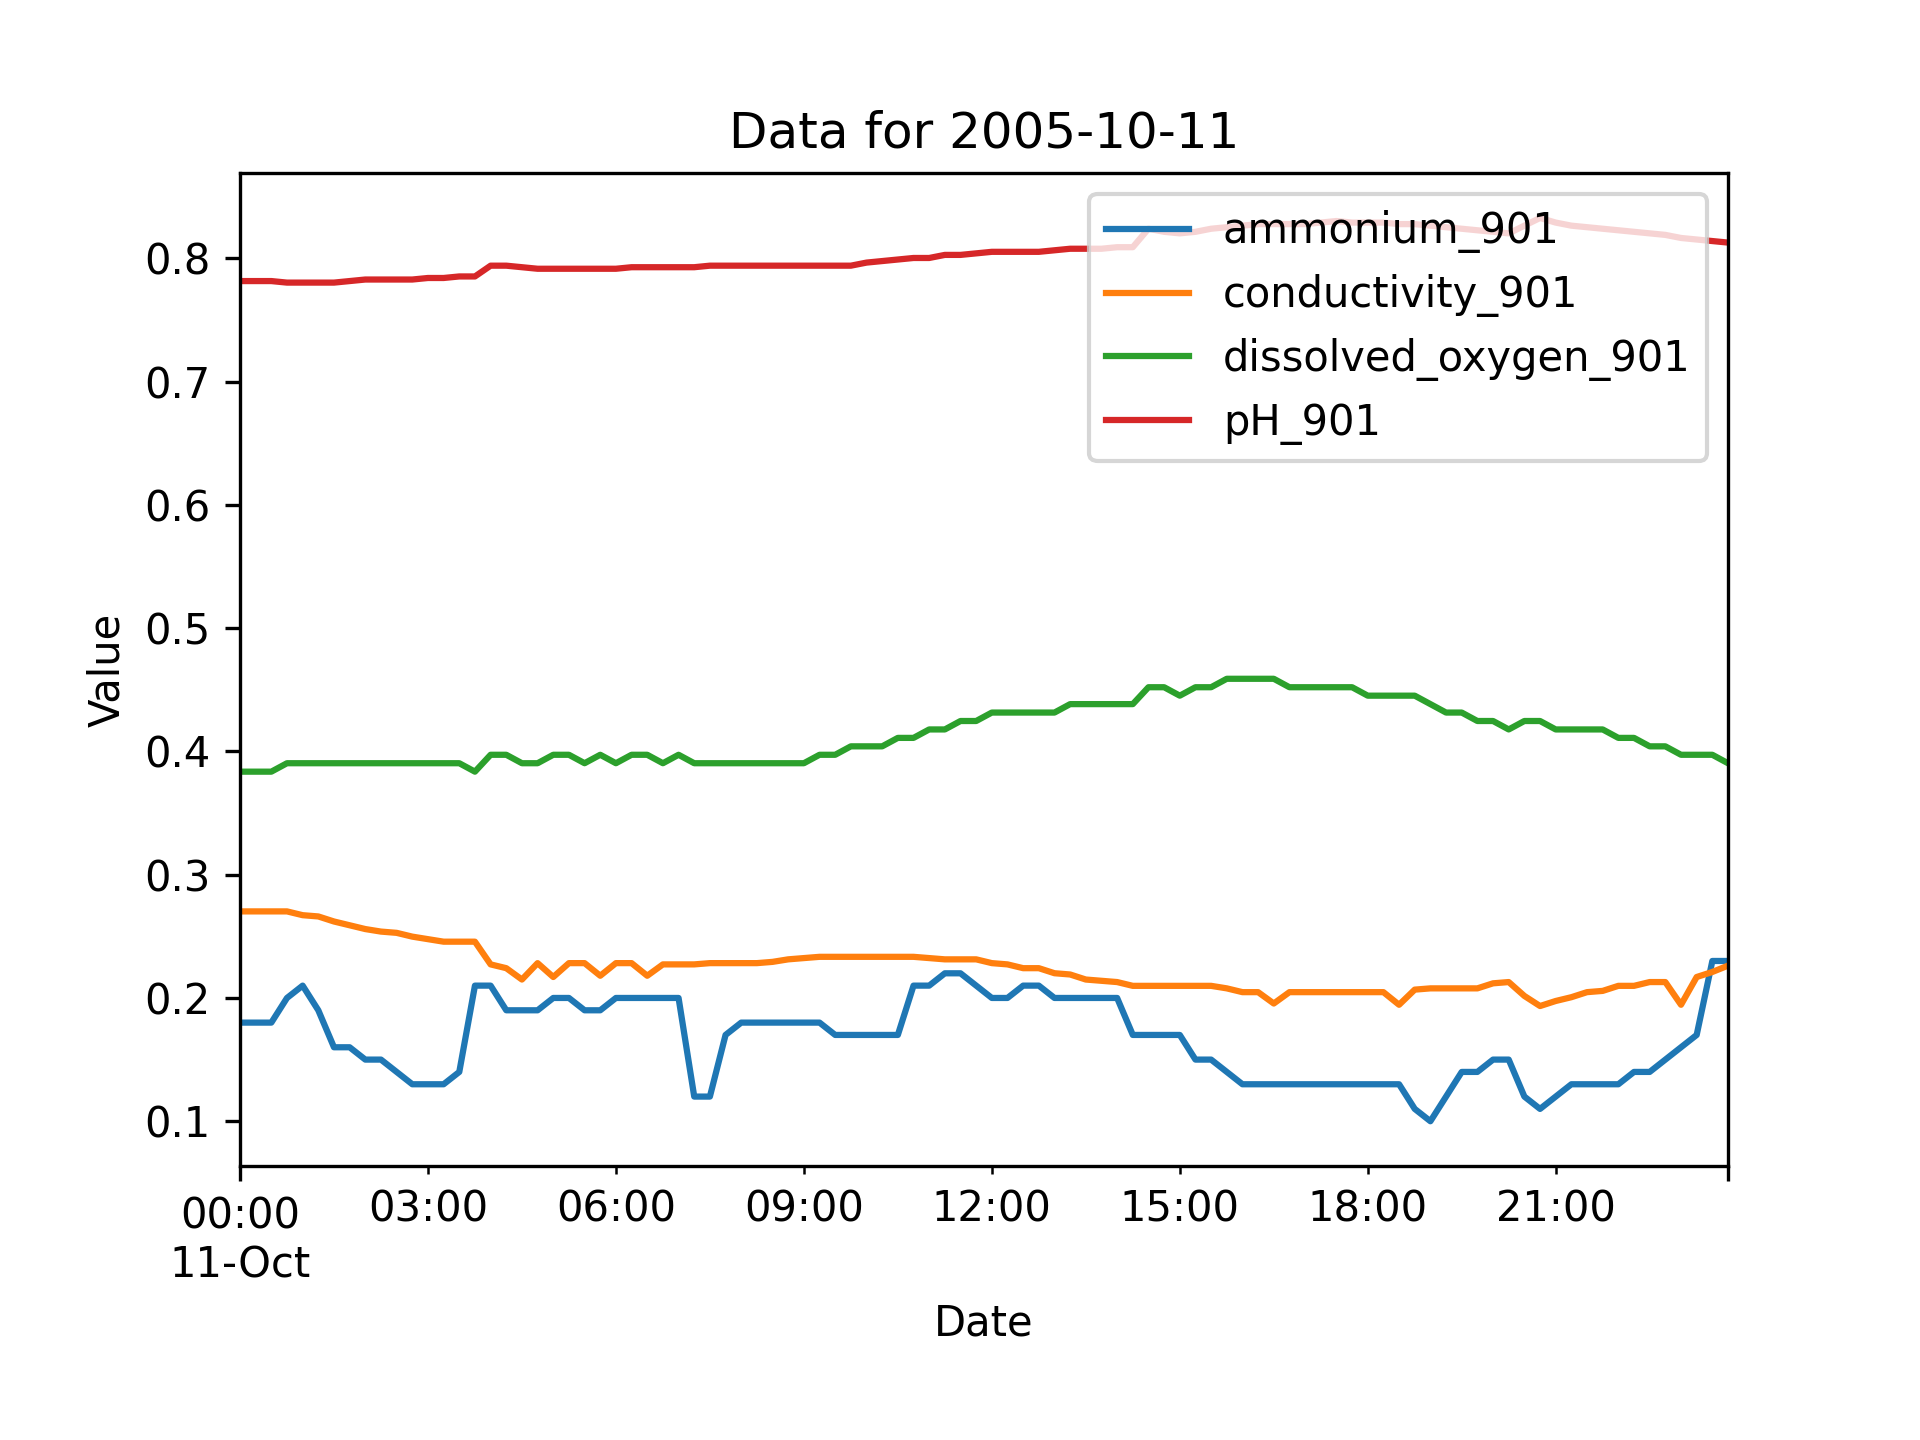 Data for 2005-10-11
ammonium_901
conductivity_901
dissolved_oxygen_901
pH_901
Value
0.8
0.7
0.6
0.5
0.4
0.3
0.2
0.1
00:00 03:00 06:00 09:00 12:00 15:00 18:00 21:00
11-Oct
Date